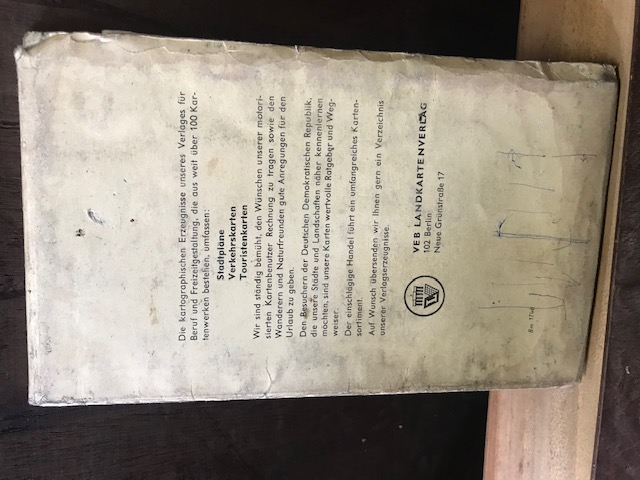 Die kartographischen Erzeugnisse unseres Verlages für
Beruf und Freizeitgestaltung, die aus weit über 100 Kar-
tenwerken bestehen, umfassen:
Stadtpläne
Verkehrskarten
Touristenkarten
Wir sind ständig bemüht, den Wünschen unserer motori-
sierten Kartenbenutzer Rechnung zu tragen sowie den
Wanderern und Naturfreunden gute Anregungen für den
Urlaub zu geben.
Den Besuchern der Deutschen Demokratischen Republik,
die unsere Städte und Landschaften näher kennenlernen
möchten, sind unsere Karten wertvolle Ratgeber und Weg-
weiser.
Der einschlägige Handel führt ein umfangreiches Karten-
sortiment.
Auf Wunsch übersenden wir Ihnen gern ein Verzeichnis
unserer Verlagserzeugnisse.
VEB LANDKARTENVERLAG
102 Berlin
Neue Grünstraße 17